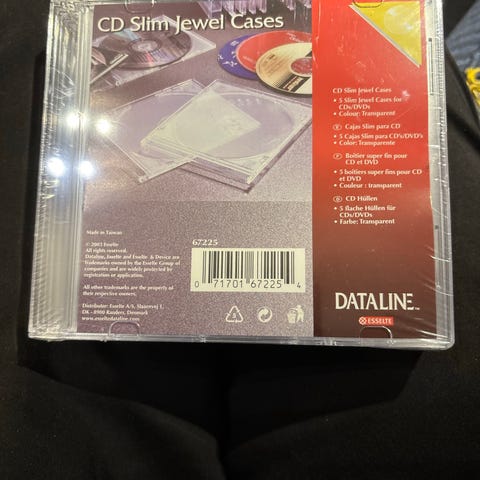 CD Slim Jewel Cases
CD Slim Jewel Cases
• 5 Slim Jewel Cases for
CDs/DVDs
• Colour: Transparent
E Cajas Slim para CD
• 5 Cajas Slim para CD's/DVD's
• Color: Transparente
F Boîtier super fin pour
CD et DVD
• 5 boîtiers super fins pour CD
et DVD
• Couleur : transparent
D CD Hüllen
• 5 flache Hüllen für
CDs/DVDs
• Farbe: Transparent
Made in Taiwan
© 2003 Esselte
All rights reserved.
Dataline, Esselte and Esselte & Device are
trademarks owned by the Esselte Group of
companies and are widely protected by
registration or application.
All other trademarks are the property of
their respective owners.
Distributor: Esselte A/S, Slauenvej 1,
DK - 8900 Randers, Denmark
www.esseltedataline.com
67225
0 71701 67225 4
5
DATALINE™
ESSELTE